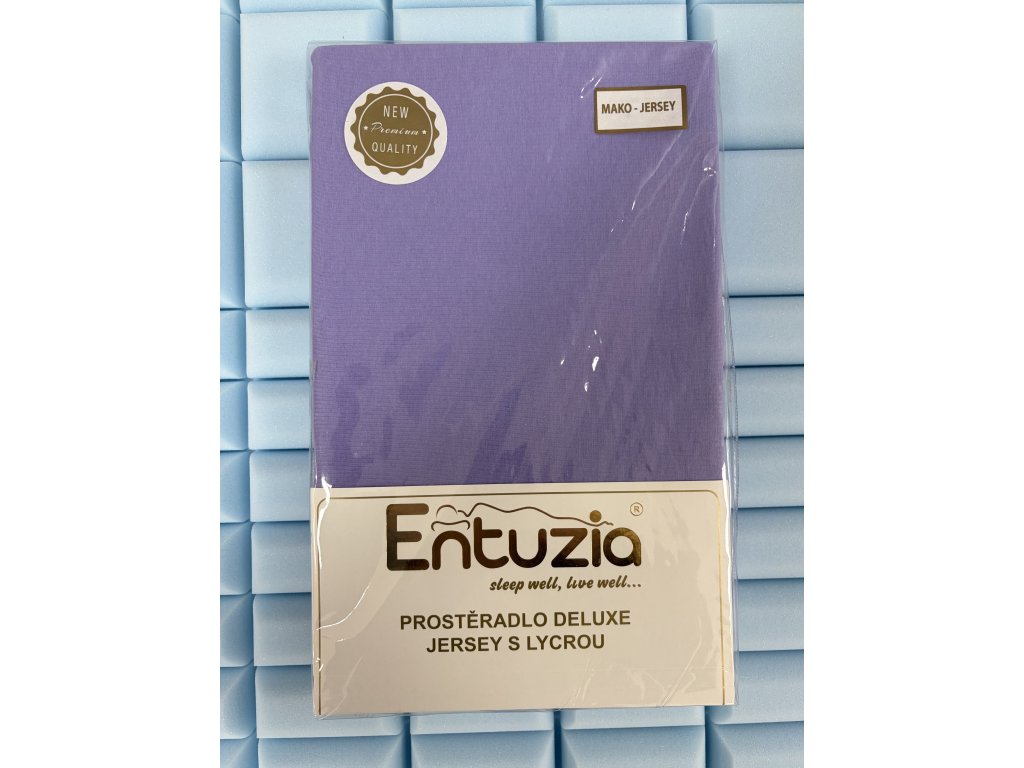 NEW
Premium
QUALITY
MAKO - JERSEY
Entuzia ®
sleep well, live well...
PROSTĚRADLO DELUXE
JERSEY S LYCROU